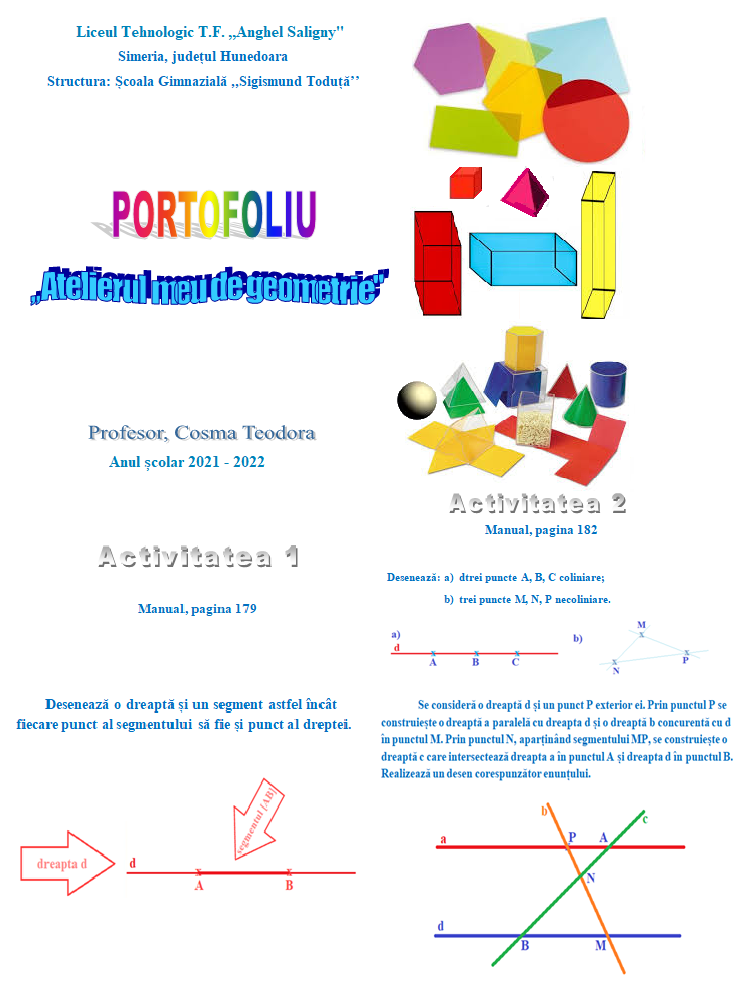 Liceul Tehnologic T.F. ,,Anghel Saligny"
Simeria, județul Hunedoara
Structura: Școala Gimnazială ,,Sigismund Toduță’’
PORTOFOLIU
,,Atelierul meu de geometrie"
Profesor, Cosma Teodora
Anul școlar 2021 - 2022
Activitatea 1
Manual, pagina 179
Desenează o dreaptă și un segment astfel încât
fiecare punct al segmentului să fie și punct al dreptei.
dreapta d
segmentul [AB]
d
A B
Activitatea 2
Manual, pagina 182
Desenează: a) dtrei puncte A, B, C coliniare;
b) trei puncte M, N, P necoliniare.
a)
d
A B C
b)
M
N
P
Se consideră o dreaptă d și un punct P exterior ei. Prin punctul P se
construiește o dreaptă a paralelă cu dreapta d și o dreaptă b concurentă cu d
în punctul M. Prin punctul N, aparținând segmentului MP, se construiește o
dreaptă c care intersectează dreapta a în punctul A și dreapta d în punctul B.
Realizează un desen corespunzător enunțului.
b
c
a
P A
N
d
B M